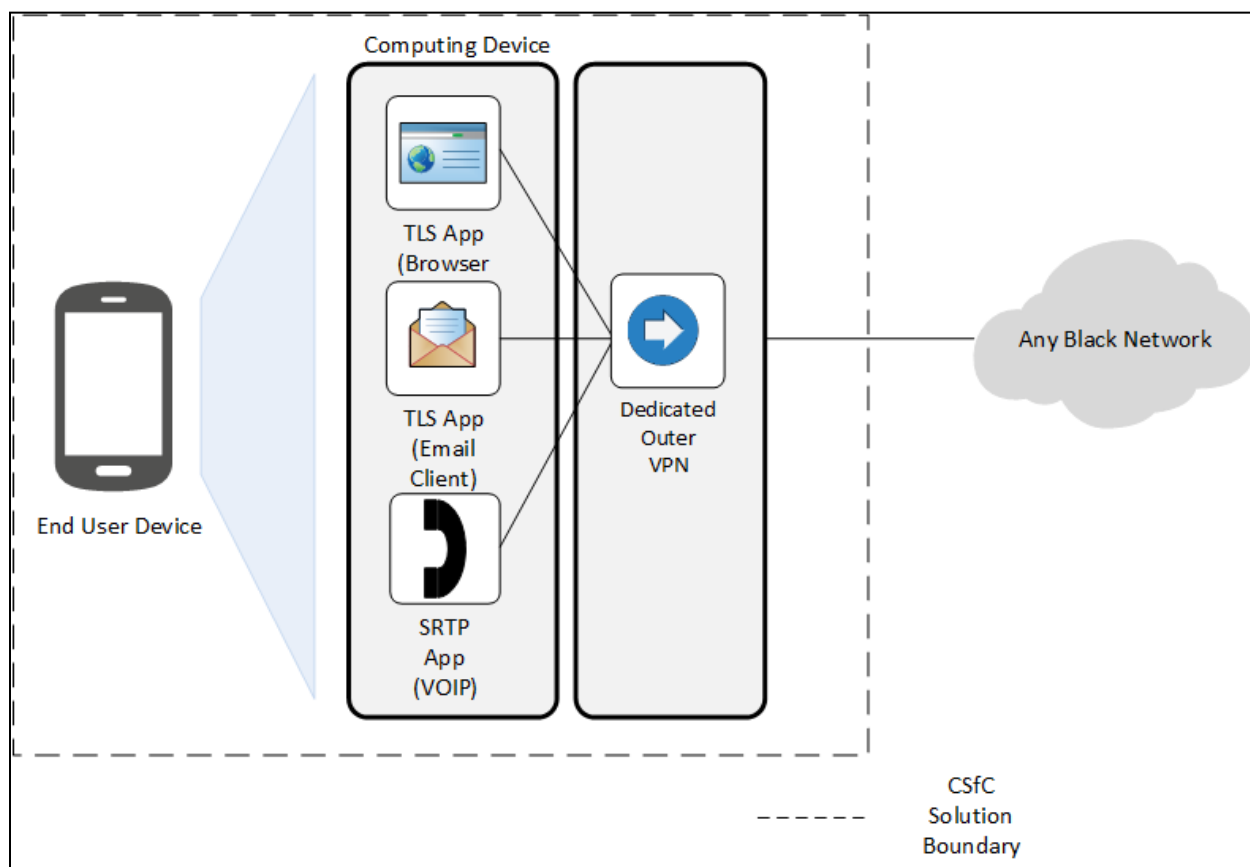 Computing Device
TLS App
(Browser
TLS App
(Email
Client)
SRTP
App
(VOIP)
Dedicated
Outer
VPN
End User Device
Any Black Network
CSfC
Solution
Boundary